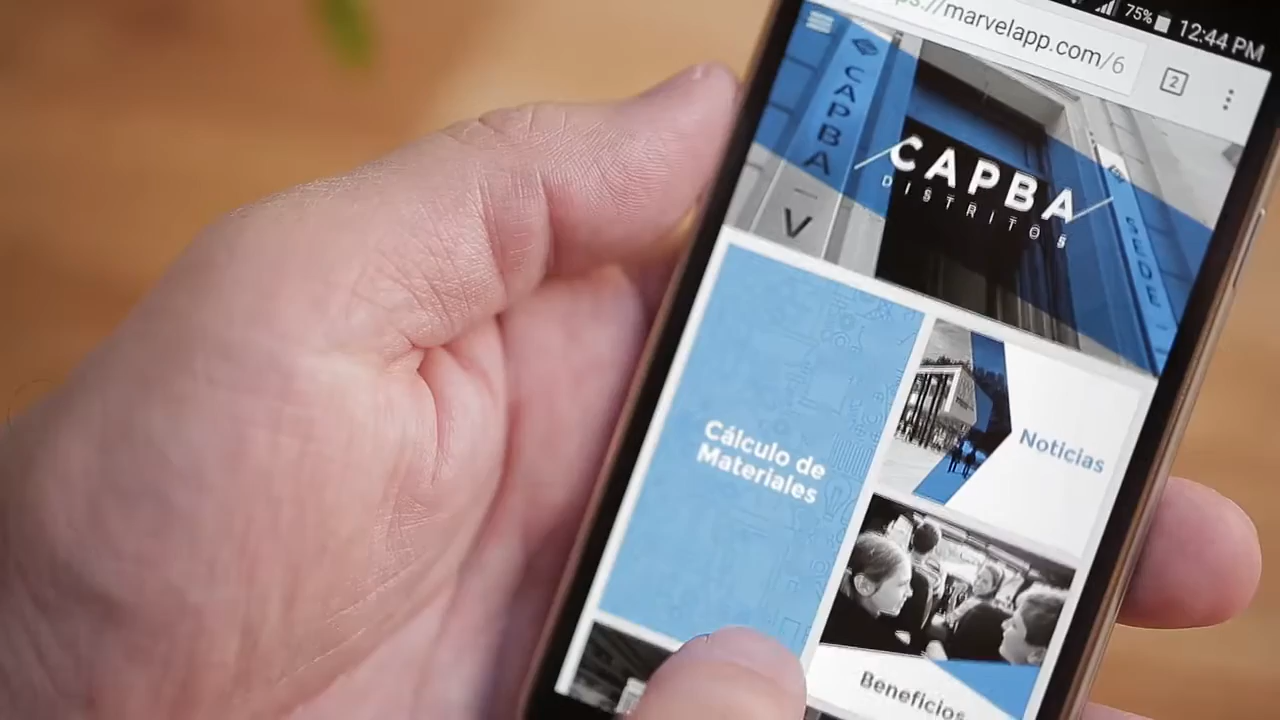 75% 12:44 PM
marvelapp.com/6
2
CAPBA
V
CAPBA
DISTRITOS
SEDE
Cálculo de
Materiales
Noticias
Beneficios